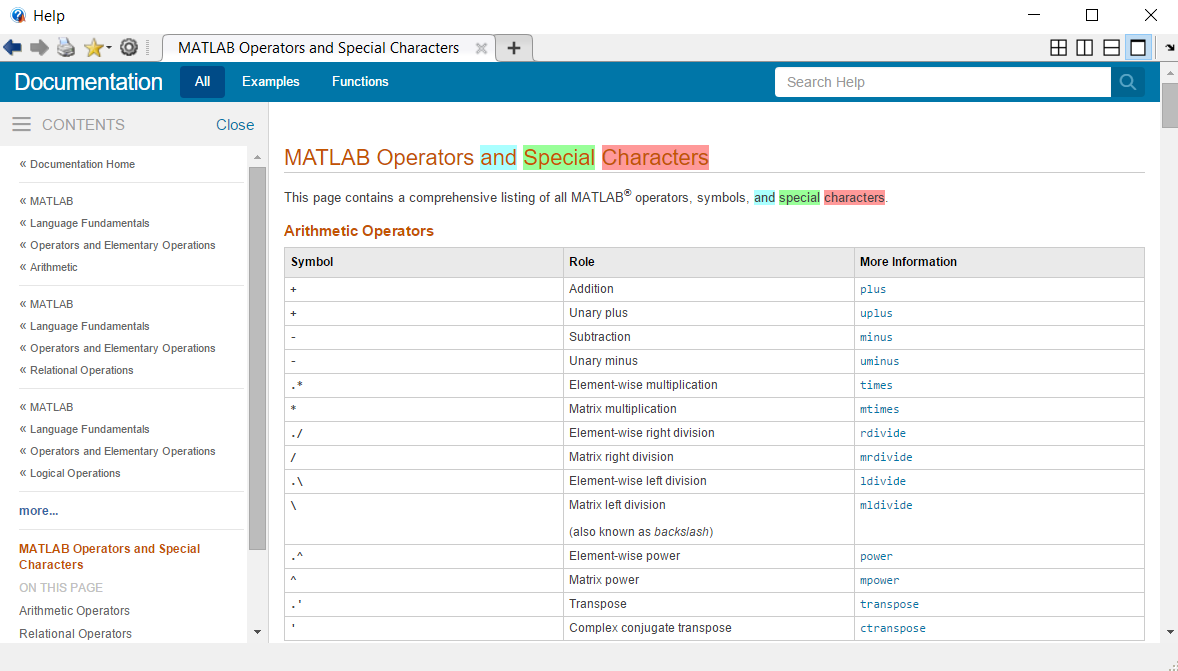 Help
MATLAB Operators and Special Characters
Documentation All Examples Functions Search Help
CONTENTS Close
« Documentation Home
« MATLAB
« Language Fundamentals
« Operators and Elementary Operations
« Arithmetic
« MATLAB
« Language Fundamentals
« Operators and Elementary Operations
« Relational Operations
« MATLAB
« Language Fundamentals
« Operators and Elementary Operations
« Logical Operations
more...
MATLAB Operators and Special
Characters
ON THIS PAGE
Arithmetic Operators
Relational Operators
MATLAB Operators and Special Characters
This page contains a comprehensive listing of all MATLAB® operators, symbols, and special characters.
Arithmetic Operators
Symbol Role More Information
+ Addition plus
+ Unary plus uplus
- Subtraction minus
- Unary minus uminus
.* Element-wise multiplication times
* Matrix multiplication mtimes
./ Element-wise right division rdivide
/ Matrix right division mrdivide
.\ Element-wise left division ldivide
\ Matrix left division mldivide
(also known as backslash)
.^ Element-wise power power
^ Matrix power mpower
.' Transpose transpose
' Complex conjugate transpose ctranspose